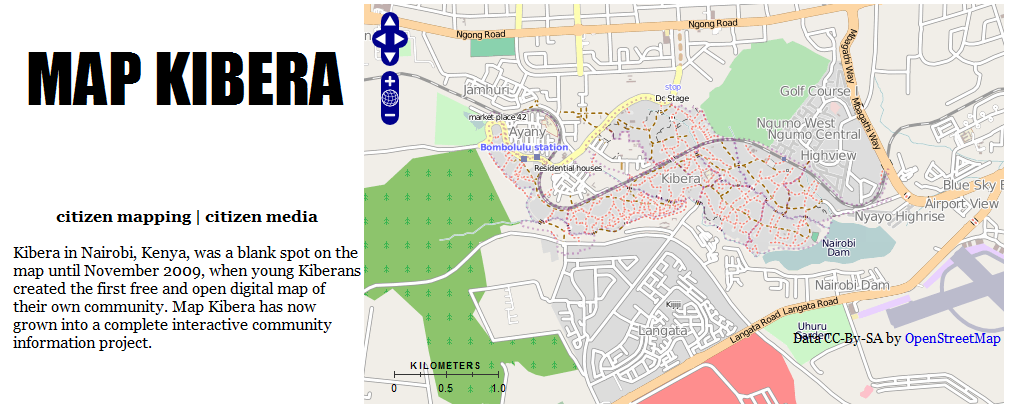 MAP KIBERA
citizen mapping | citizen media
Kibera in Nairobi, Kenya, was a blank spot on the
map until November 2009, when young Kiberans
created the first free and open digital map of
their own community. Map Kibera has now
grown into a complete interactive community
information project.
Ngong Road
Ngong Road
Mbagathi Way
Mbagathi Way
Jamhuri
stop
Dc Stage
Golf Course
market place 42
Ayany
Ngumo West
Ngumo Central
Bombolulu station
Highview
Residential houses
Kibera
Blue Sky E
Airport View
Nyayo Highrise
Nairobi
Dam
Nairobi Dam
Kijiji
Langata
Langata Road
Langata Road
Uhuru
Data CC-By-SA by OpenStreetMap
KILOMETERS
0 0.5 1.0